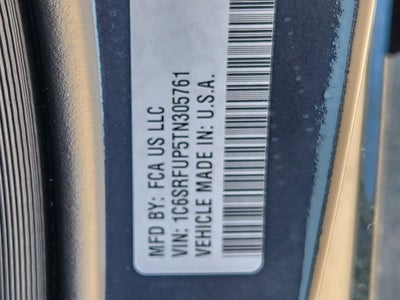 MFD BY: FCA US LLC
VIN: 1C6SRFUP5TN305761
VEHICLE MADE IN: U.S.A.